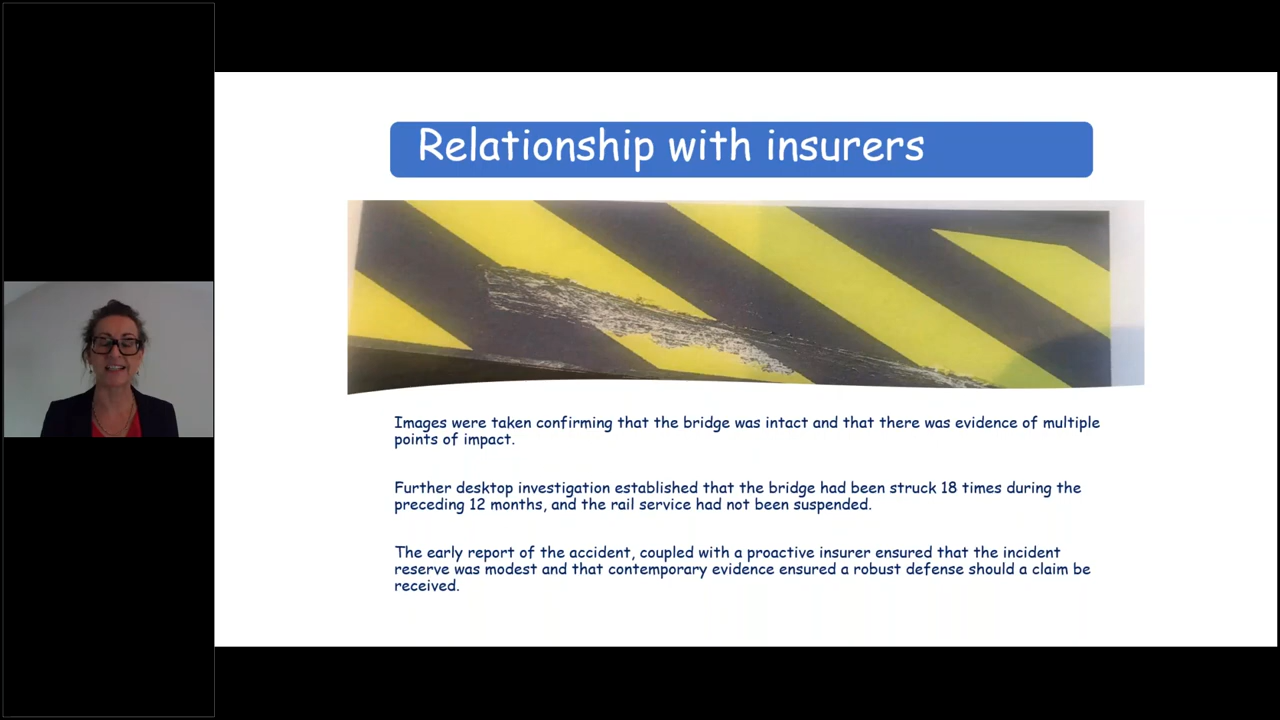 Relationship with insurers
Images were taken confirming that the bridge was intact and that there was evidence of multiple
points of impact.
Further desktop investigation established that the bridge had been struck 18 times during the
preceding 12 months, and the rail service had not been suspended.
The early report of the accident, coupled with a proactive insurer ensured that the incident
reserve was modest and that contemporary evidence ensured a robust defense should a claim be
received.